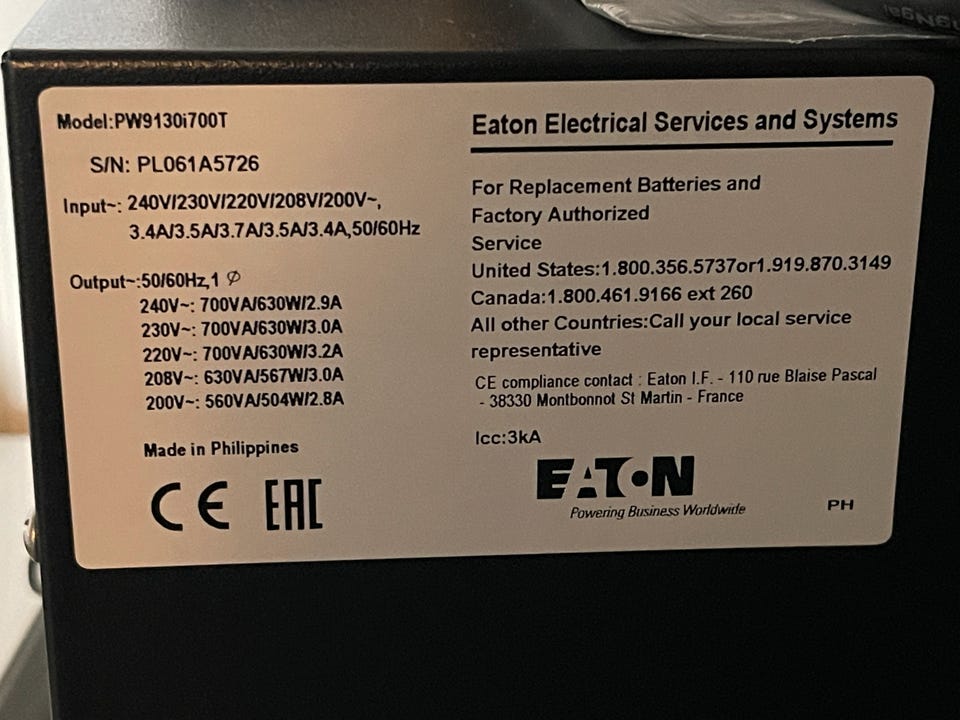 Model:PW9130i700T
S/N: PL061A5726
Input~: 240V/230V/220V/208V/200V~,
3.4A/3.5A/3.7A/3.5A/3.4A,50/60Hz
Output~:50/60Hz,1 ∅
240V~: 700VA/630W/2.9A
230V~: 700VA/630W/3.0A
220V~: 700VA/630W/3.2A
208V~: 630VA/567W/3.0A
200V~: 560VA/504W/2.8A
Made in Philippines
CE EAC
Eaton Electrical Services and Systems
For Replacement Batteries and
Factory Authorized
Service
United States:1.800.356.5737or1.919.870.3149
Canada:1.800.461.9166 ext 260
All other Countries:Call your local service
representative
CE compliance contact : Eaton I.F. - 110 rue Blaise Pascal
- 38330 Montbonnot St Martin - France
Icc:3kA
EATON
Powering Business Worldwide
PH